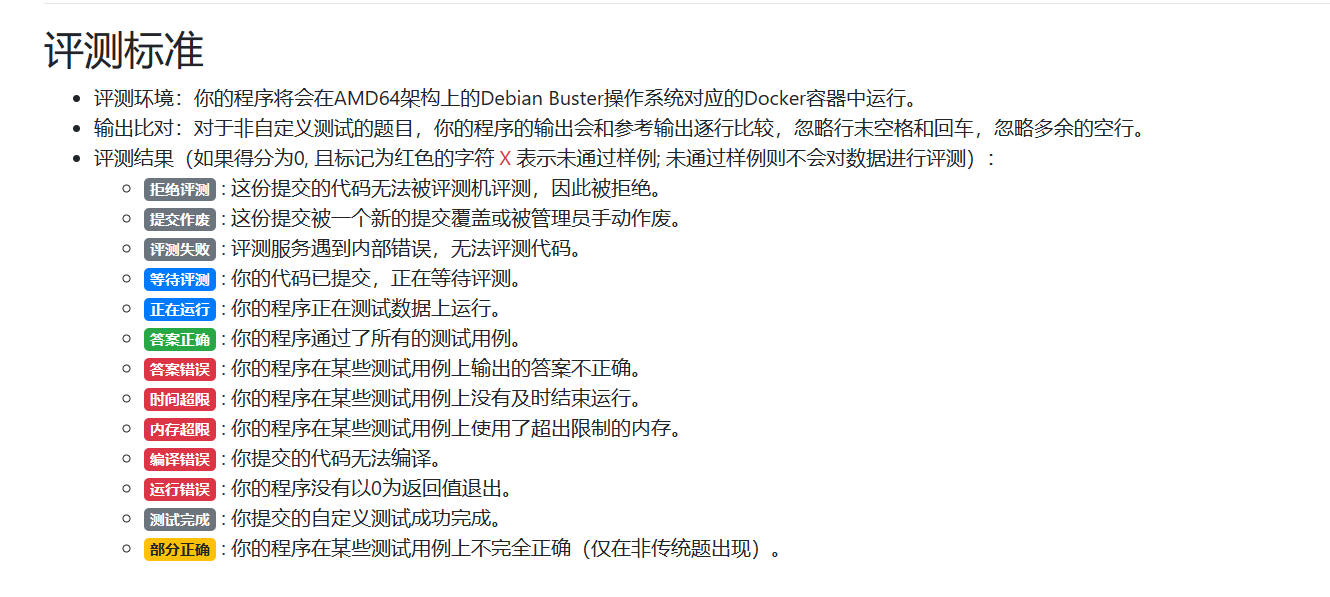 评测标准
评测环境：你的程序将会在AMD64架构上的Debian Buster操作系统对应的Docker容器中运行。
输出比对：对于非自定义测试的题目，你的程序的输出会和参考输出逐行比较，忽略行末空格和回车，忽略多余的空行。
评测结果（如果得分为0, 且标记为红色的字符 X 表示未通过样例; 未通过样例则不会对数据进行评测）：
拒绝评测 : 这份提交的代码无法被评测机评测，因此被拒绝。
提交作废 : 这份提交被一个新的提交覆盖或被管理员手动作废。
评测失败 : 评测服务遇到内部错误，无法评测代码。
等待评测 : 你的代码已提交，正在等待评测。
正在运行 : 你的程序正在测试数据上运行。
答案正确 : 你的程序通过了所有的测试用例。
答案错误 : 你的程序在某些测试用例上输出的答案不正确。
时间超限 : 你的程序在某些测试用例上没有及时结束运行。
内存超限 : 你的程序在某些测试用例上使用了超出限制的内存。
编译错误 : 你提交的代码无法编译。
运行错误 : 你的程序没有以0为返回值退出。
测试完成 : 你提交的自定义测试成功完成。
部分正确 : 你的程序在某些测试用例上不完全正确（仅在非传统题出现）。